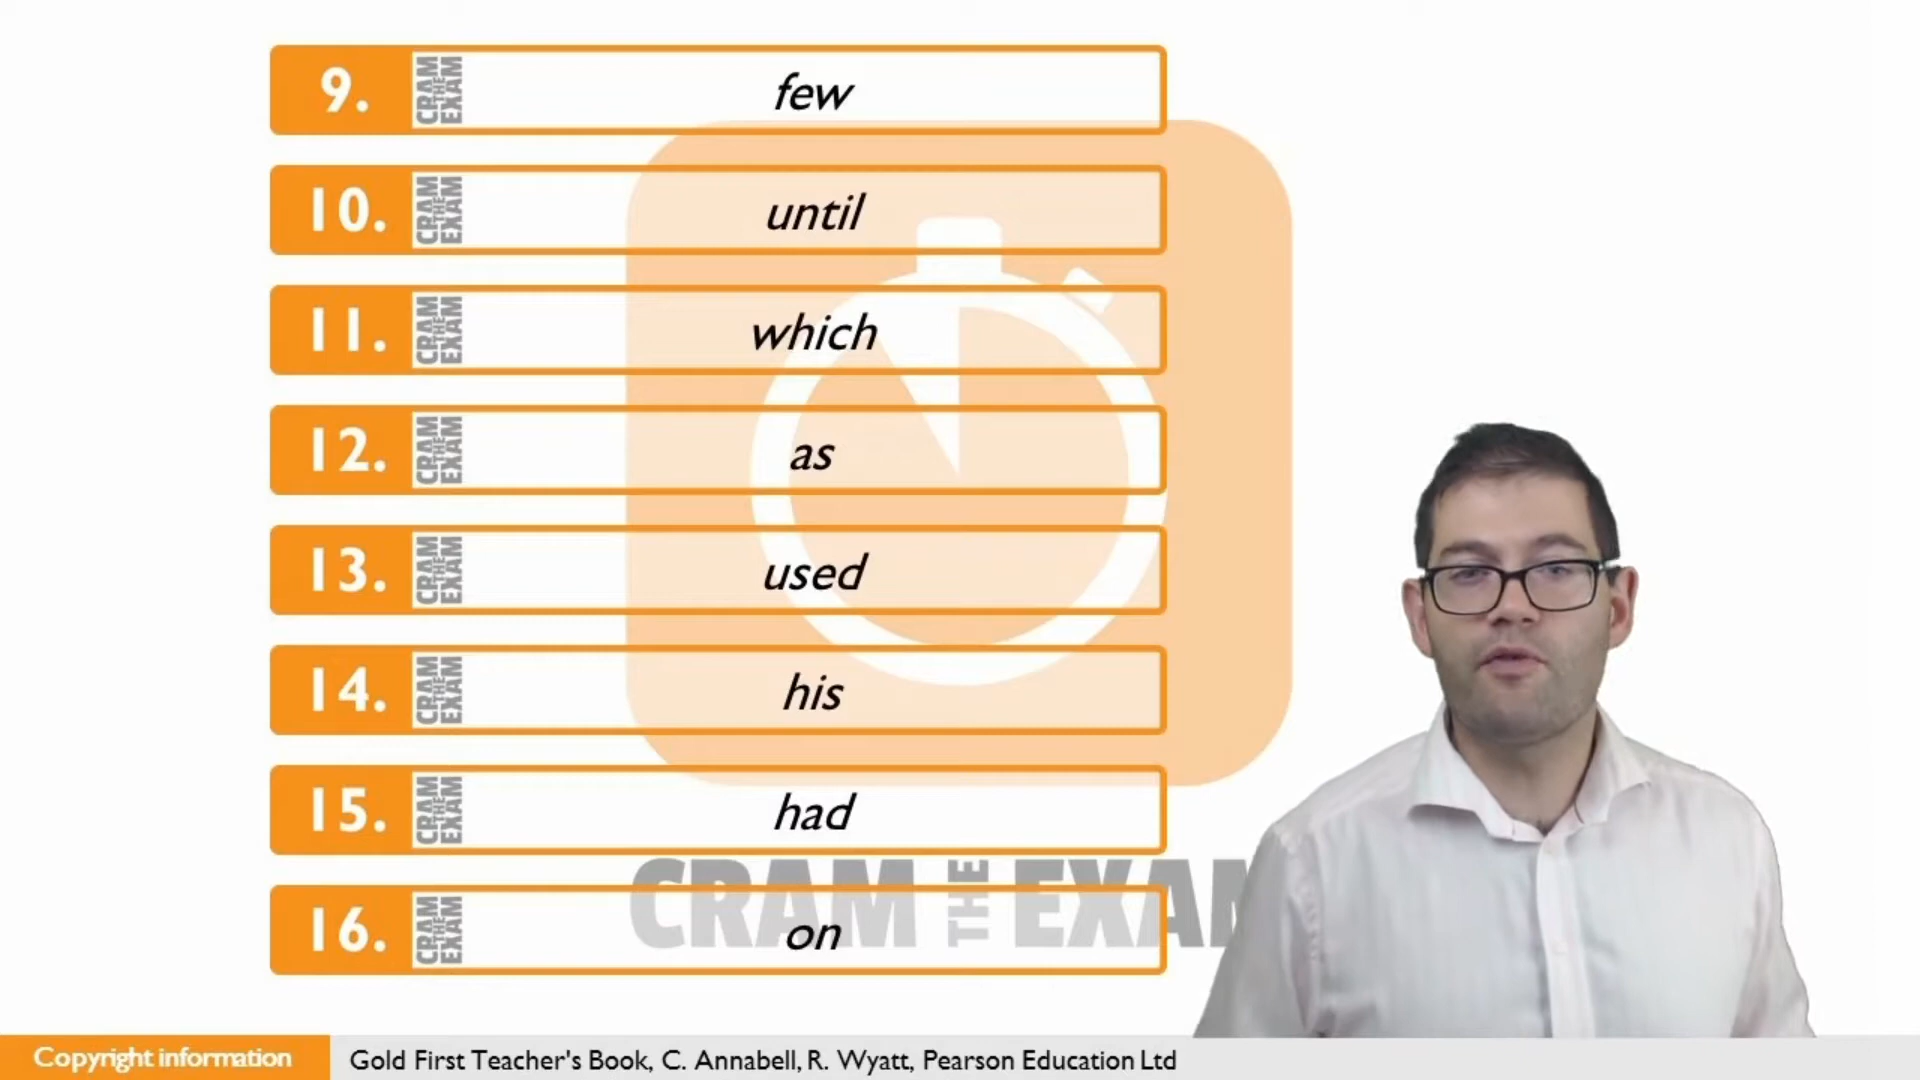 9. CRAM THE EXAM few
10. CRAM THE EXAM until
11. CRAM THE EXAM which
12. CRAM THE EXAM as
13. CRAM THE EXAM used
14. CRAM THE EXAM his
15. CRAM THE EXAM had
CRAM THE EXAM
16. CRAM THE EXAM on
Copyright information Gold First Teacher's Book, C. Annabell, R. Wyatt, Pearson Education Ltd